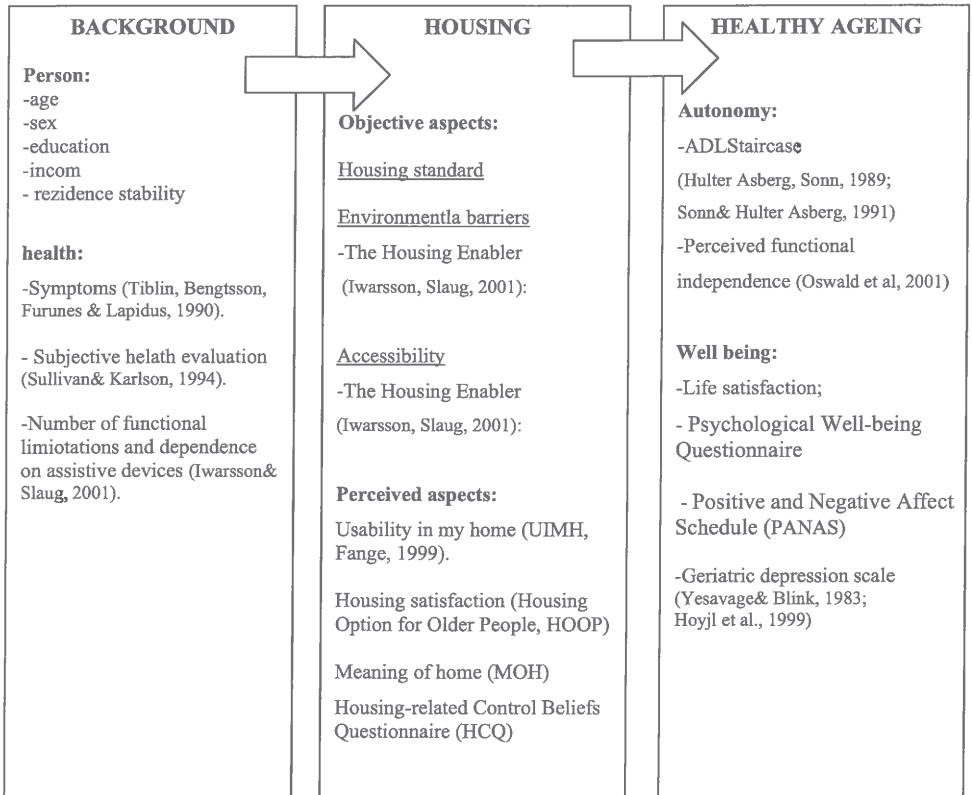 BACKGROUND
Person:
-age
-sex
-education
-incom
- rezidence stability
health:
-Symptoms (Tiblin, Bengtsson,
Furunes & Lapidus, 1990).
- Subjective helath evaluation
(Sullivan& Karlson, 1994).
-Number of functional
limiotations and dependence
on assistive devices (Iwarsson&
Slaug, 2001).
HOUSING
Objective aspects:
Housing standard
Environmentla barriers
-The Housing Enabler
(Iwarsson, Slaug, 2001):
Accessibility
-The Housing Enabler
(Iwarsson, Slaug, 2001):
Perceived aspects:
Usability in my home (UIMH,
Fange, 1999).
Housing satisfaction (Housing
Option for Older People, HOOP)
Meaning of home (MOH)
Housing-related Control Beliefs
Questionnaire (HCQ)
HEALTHY AGEING
Autonomy:
-ADLStaircase
(Hulter Asberg, Sonn, 1989;
Sonn& Hulter Asberg, 1991)
-Perceived functional
independence (Oswald et al, 2001)
Well being:
-Life satisfaction;
- Psychological Well-being
Questionnaire
- Positive and Negative Affect
Schedule (PANAS)
-Geriatric depression scale
(Yesavage& Blink, 1983;
Hoyjl et al., 1999)